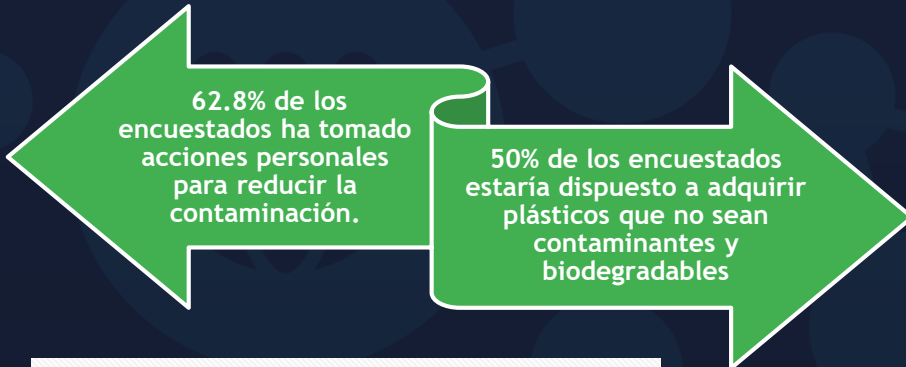 62.8% de los
encuestados ha tomado
acciones personales
para reducir la
contaminación.
50% de los encuestados
estaría dispuesto a adquirir
plásticos que no sean
contaminantes y
biodegradables